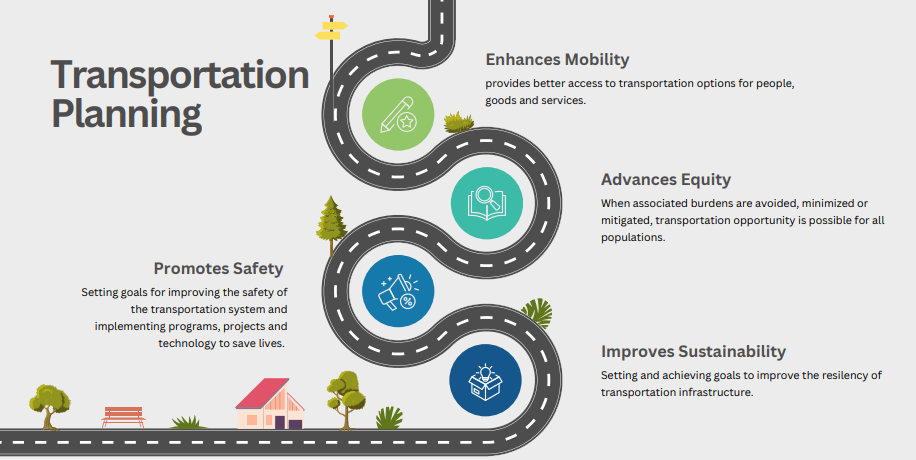 Transportation
Planning
Enhances Mobility
provides better access to transportation options for people,
goods and services.
Advances Equity
When associated burdens are avoided, minimized or
mitigated, transportation opportunity is possible for all
populations.
Promotes Safety
Setting goals for improving the safety of
the transportation system and
implementing programs, projects and
technology to save lives.
Improves Sustainability
Setting and achieving goals to improve the resilency of
transportation infrastructure.
%